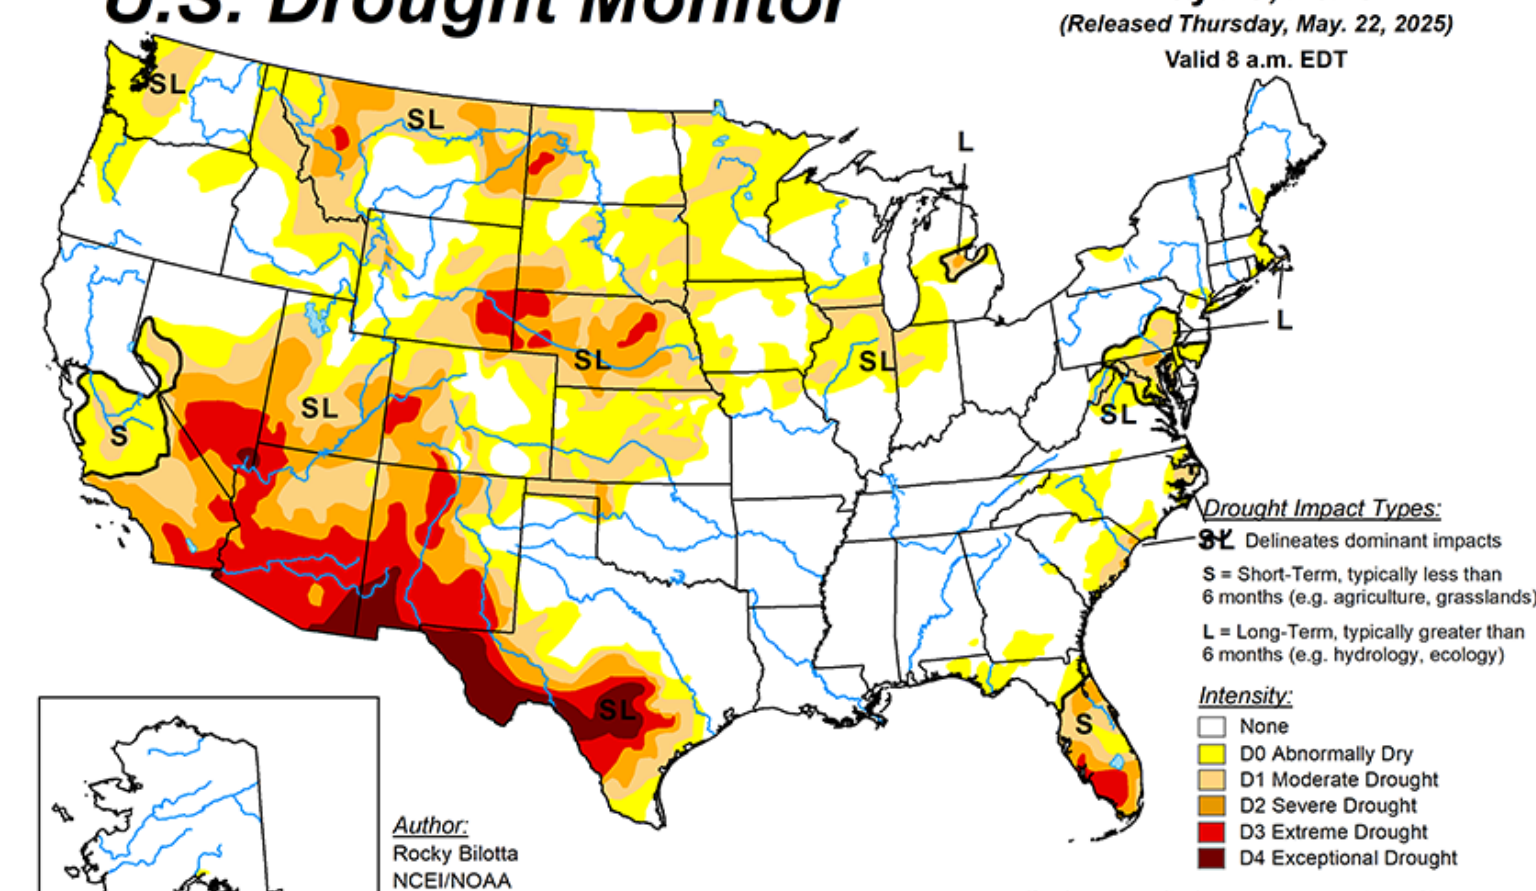 U.S. Drought Monitor
(Released Thursday, May. 22, 2025)
Valid 8 a.m. EDT
SL
SL
L
SL
SL
SL
S
L
SL
SL
S
Drought Impact Types:
SL
Delineates dominant impacts
S = Short-Term, typically less than
6 months (e.g. agriculture, grasslands)
L = Long-Term, typically greater than
6 months (e.g. hydrology, ecology)
Intensity:
None
D0 Abnormally Dry
D1 Moderate Drought
D2 Severe Drought
D3 Extreme Drought
D4 Exceptional Drought
Author:
Rocky Bilotta
NCEI/NOAA